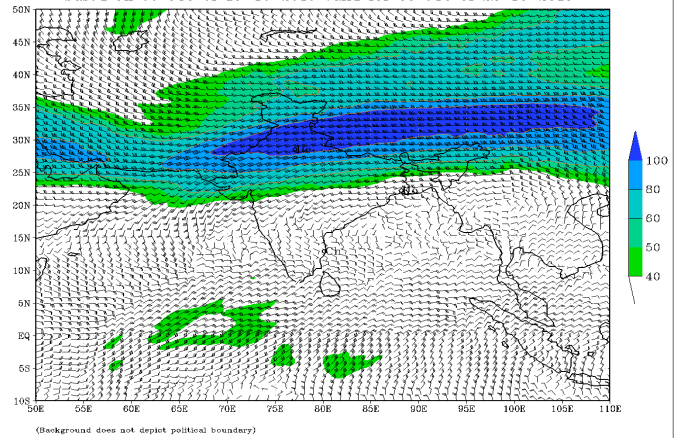 50N
45N
40N
35N
30N
25N
20N
15N
10N
5N
EQ
5S
10S
50E 55E 60E 65E 70E 75E 80E 85E 90E 95E 100E 105E 110E
100
80
60
50
40
(Background does not depict political boundary)